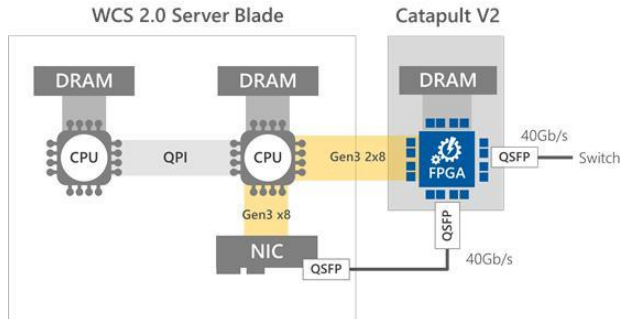 WCS 2.0 Server Blade
Catapult V2
DRAM
DRAM
DRAM
CPU
QPI
CPU
Gen3 2x8
FPGA
40Gb/s
QSFP
Switch
Gen3 x8
QSFP
NIC
QSFP
40Gb/s